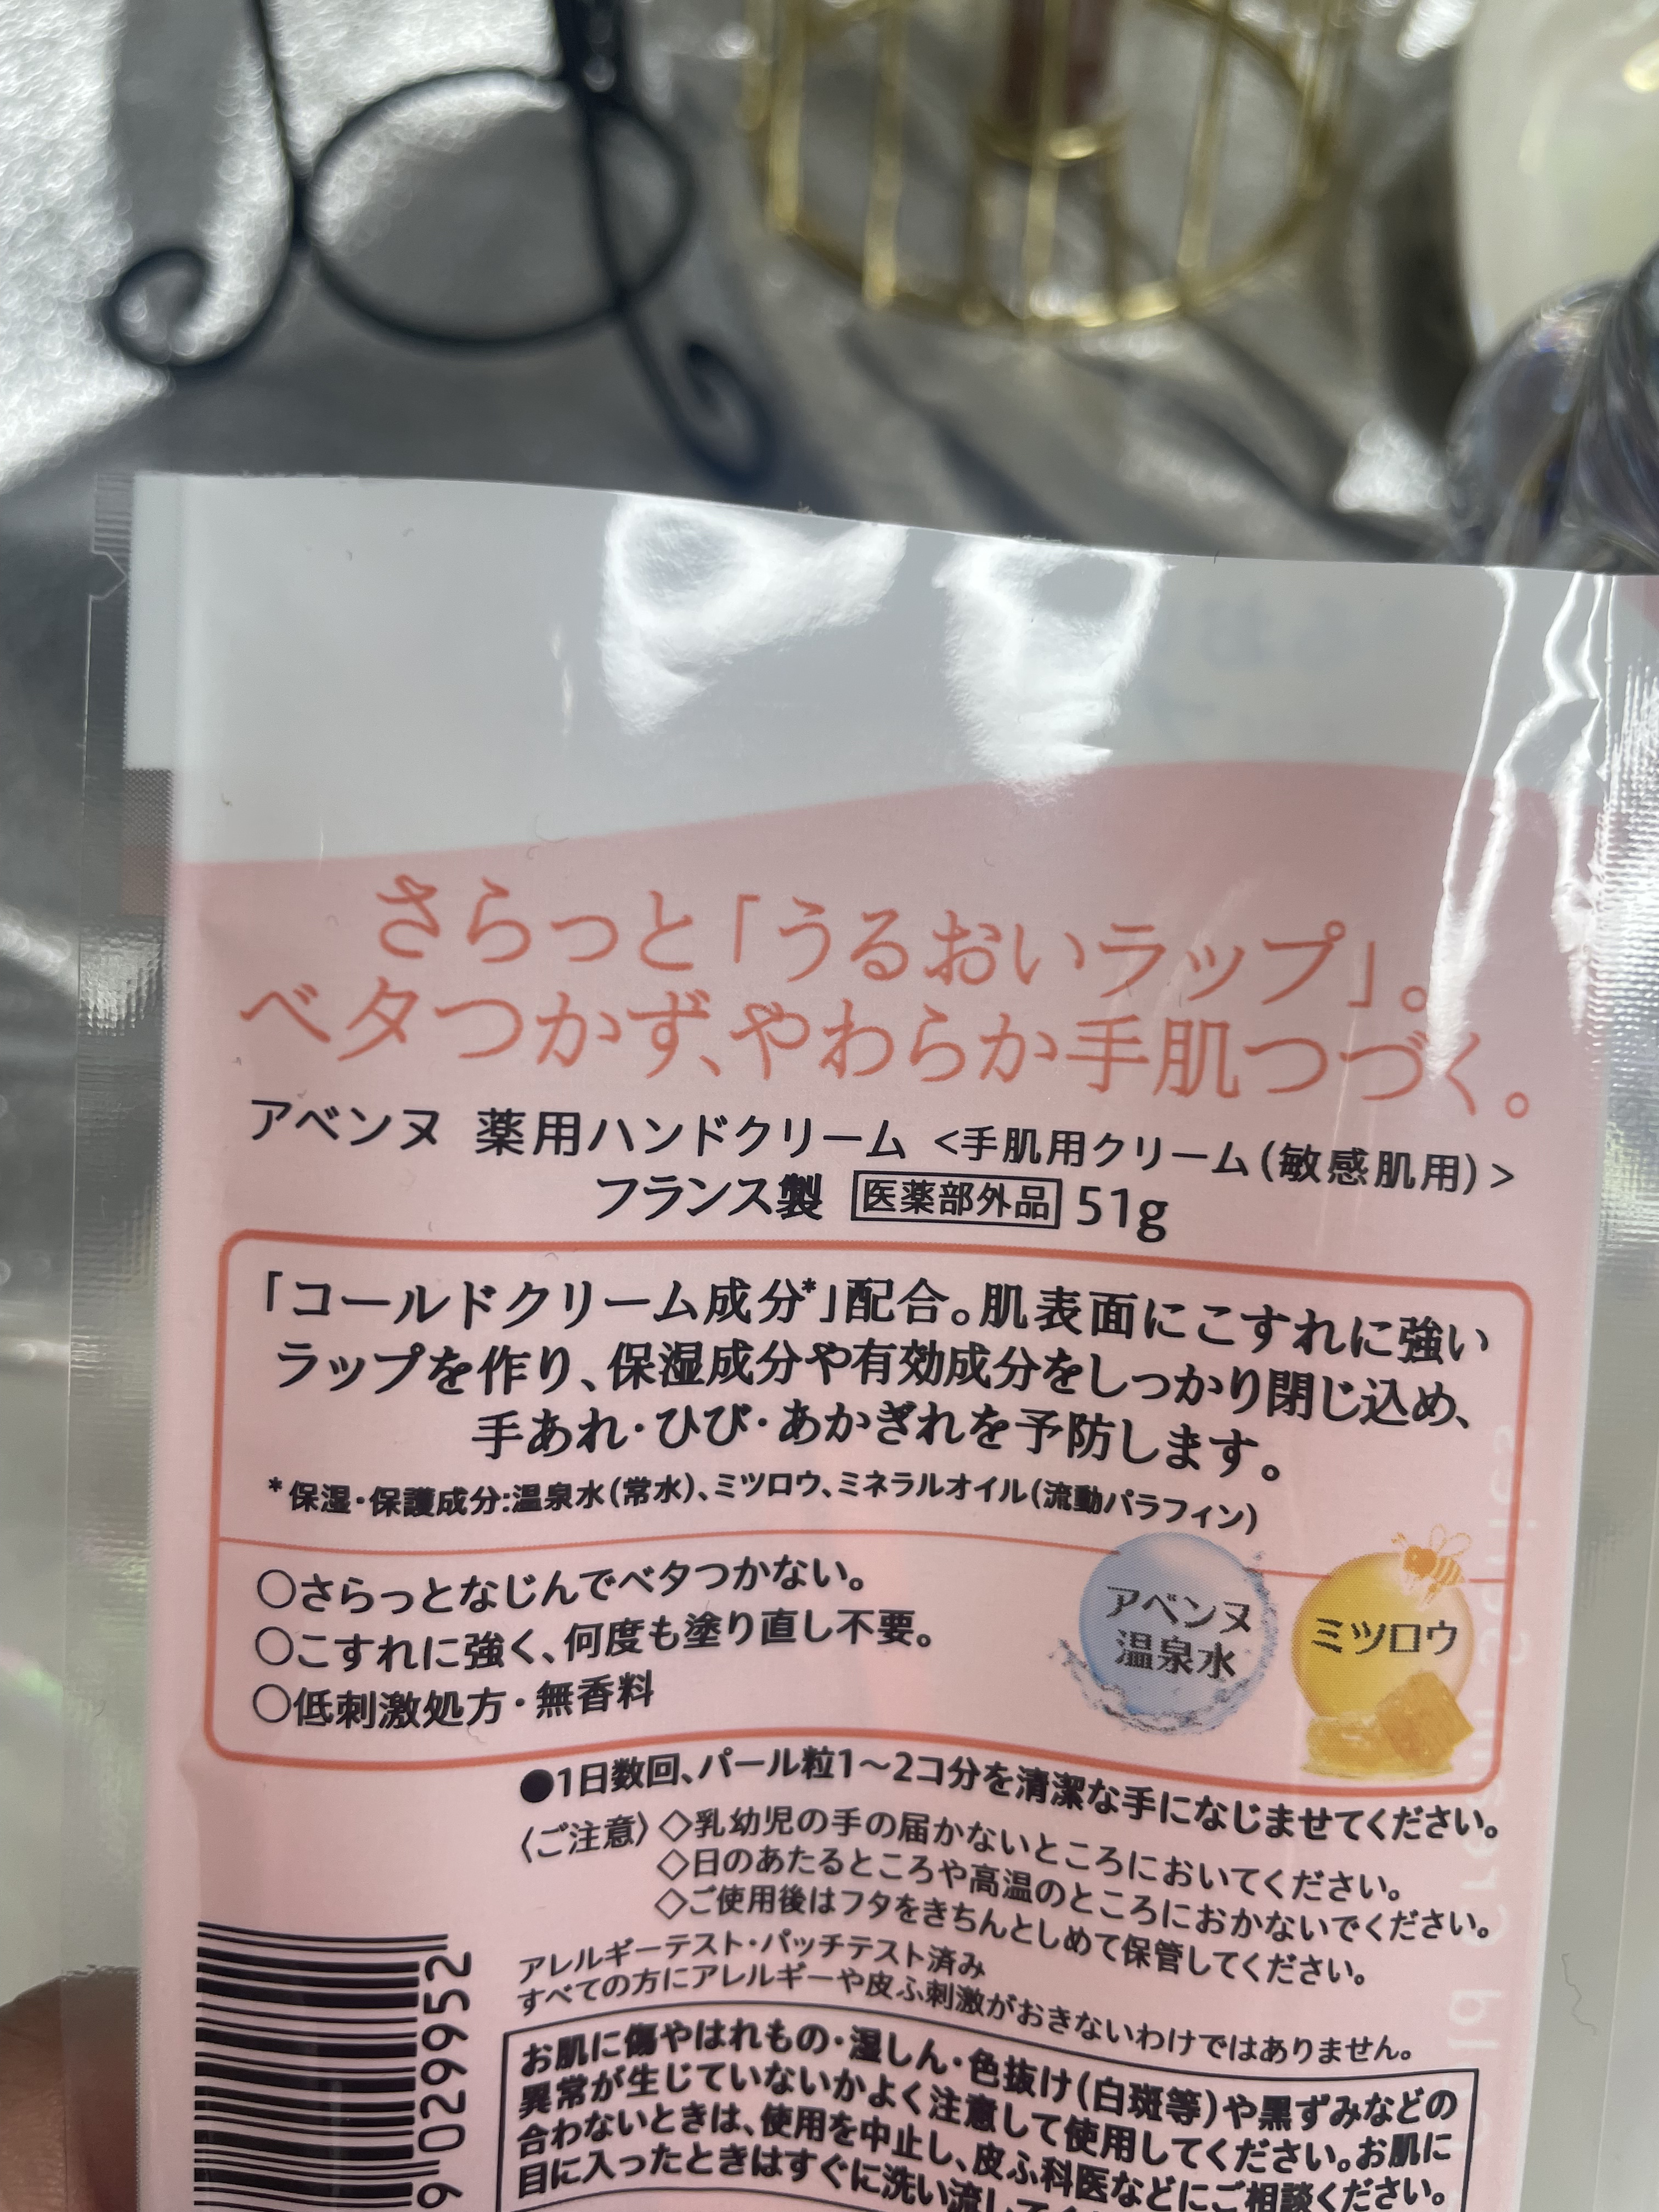 さらっと「うるおいラップ」。
ベタつかず、やわらか手肌つづく。
アベンヌ 薬用ハンドクリーム <手肌用クリーム(敏感肌用)>
フランス製 医薬部外品 51g
「コールドクリーム成分*」配合。肌表面にこすれに強い
ラップを作り、保湿成分や有効成分をしっかり閉じ込め、
手あれ・ひび・あかぎれを予防します。
*保湿・保護成分:温泉水(常水)、ミツロウ、ミネラルオイル(流動パラフィン)
○さらっとなじんでベタつかない。
○こすれに強く、何度も塗り直し不要。
○低刺激処方・無香料
アベンヌ
温泉水
ミツロウ
●1日数回、パール粒1～2コ分を清潔な手になじませてください。
〈ご注意〉◇乳幼児の手の届かないところにおいてください。
◇日のあたるところや高温のところにおかないでください。
◇ご使用後はフタをきちんとしめて保管してください。
アレルギーテスト・パッチテスト済み
すべての方にアレルギーや皮ふ刺激がおきないわけではありません。
お肌に傷やはれもの・湿しん・色抜け(白斑等)や黒ずみなどの
異常が生じていないかよく注意して使用してください。お肌に
合わないときは、使用を中止し、皮ふ科医などにご相談ください。
目に入ったときはすぐに洗い流して
9 029952